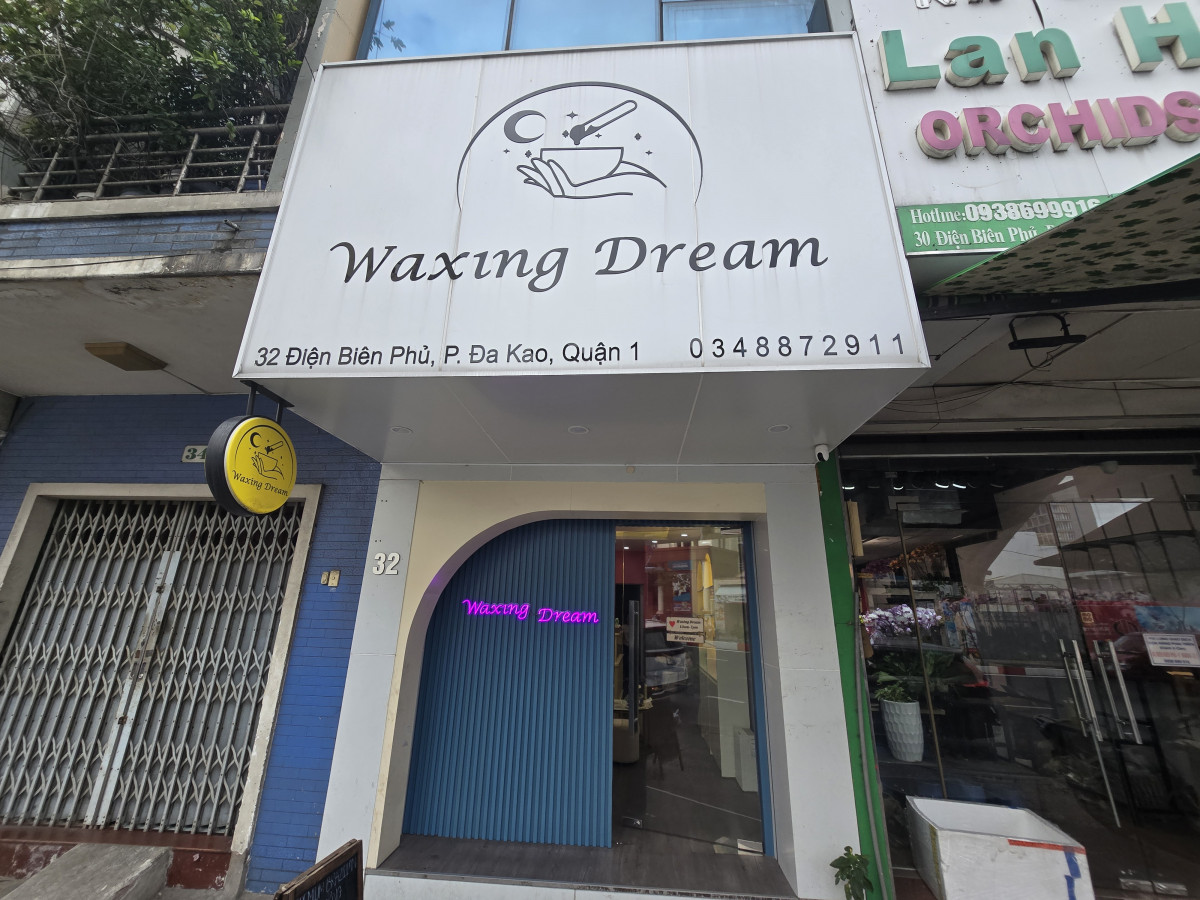 Waxing Dream
32 Điện Biên Phủ, P. Đa Kao, Quận 1 0348872911
Lan H
ORCHIDS
Hotline:0938699916
30 Điện Biên Phủ,
34
Waxing Dream
32
Waxing Dream